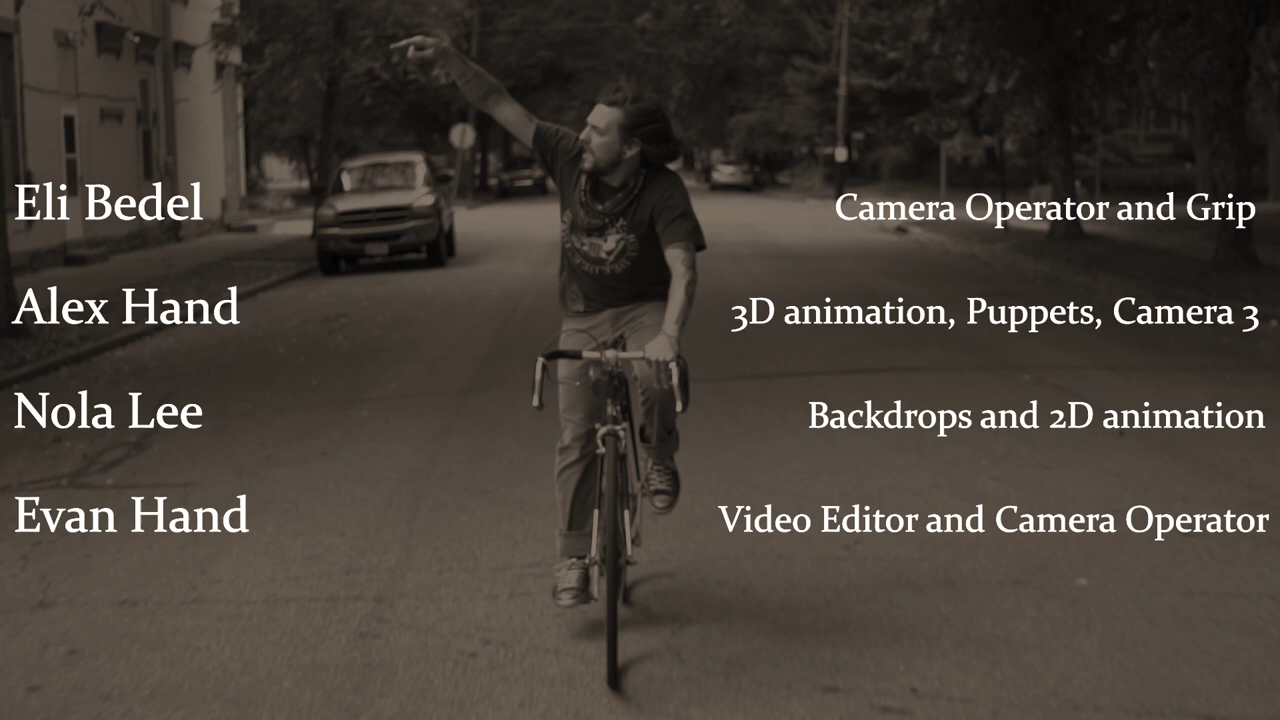 Eli Bedel Camera Operator and Grip
Alex Hand 3D animation, Puppets, Camera 3
Nola Lee Backdrops and 2D animation
Evan Hand Video Editor and Camera Operator